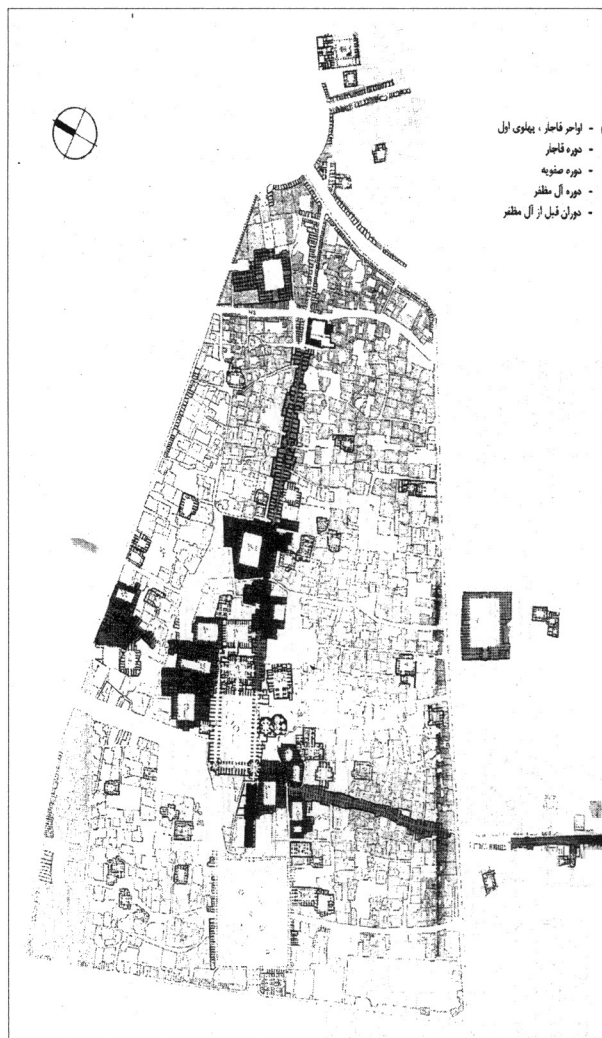 - اواخر قاجار ، پهلوی اول
- دوره قاجار
- دوره صفویه
- دوره آل مظفر
- دوران قبل از آل مظفر